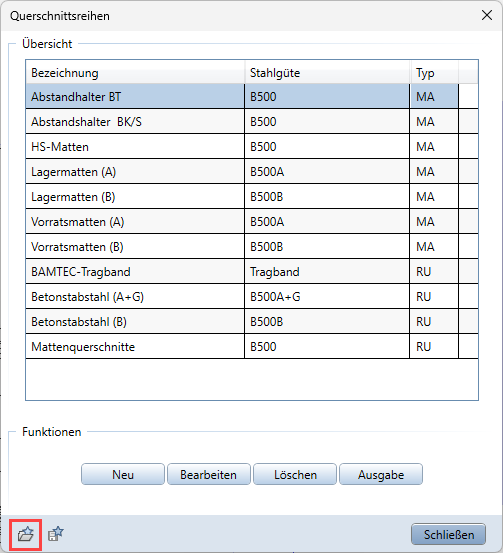 Querschnittsreihen
Übersicht
Bezeichnung Stahlgüte Typ
Abstandhalter BT B500 MA
Abstandshalter  BK/S B500 MA
HS-Matten B500 MA
Lagermatten (A) B500A MA
Lagermatten (B) B500B MA
Vorratsmatten (A) B500A MA
Vorratsmatten (B) B500B MA
BAMTEC-Tragband Tragband RU
Betonstabstahl (A+G) B500A+G RU
Betonstabstahl (B) B500B RU
Mattenquerschnitte B500 RU
Funktionen
Neu Bearbeiten Löschen Ausgabe
Schließen